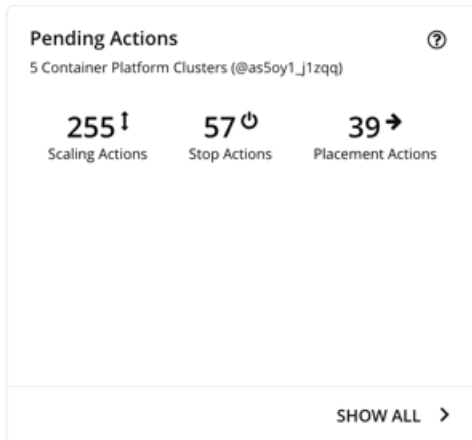 Pending Actions
5 Container Platform Clusters (@as5oy1_j1zqq)
255 57 39
Scaling Actions Stop Actions Placement Actions
SHOW ALL